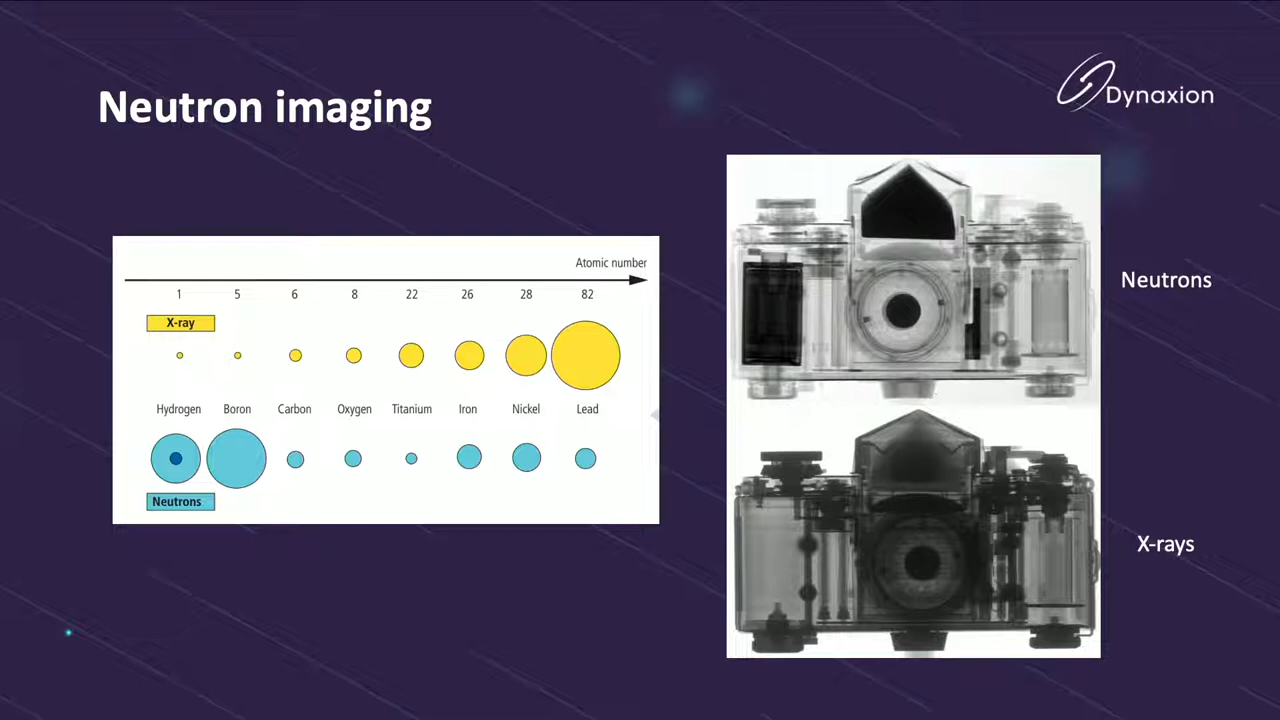 Neutron imaging
Dynaxion
Atomic number
1 5 6 8 22 26 28 82
X-ray
Hydrogen Boron Carbon Oxygen Titanium Iron Nickel Lead
Neutrons
Neutrons
X-rays